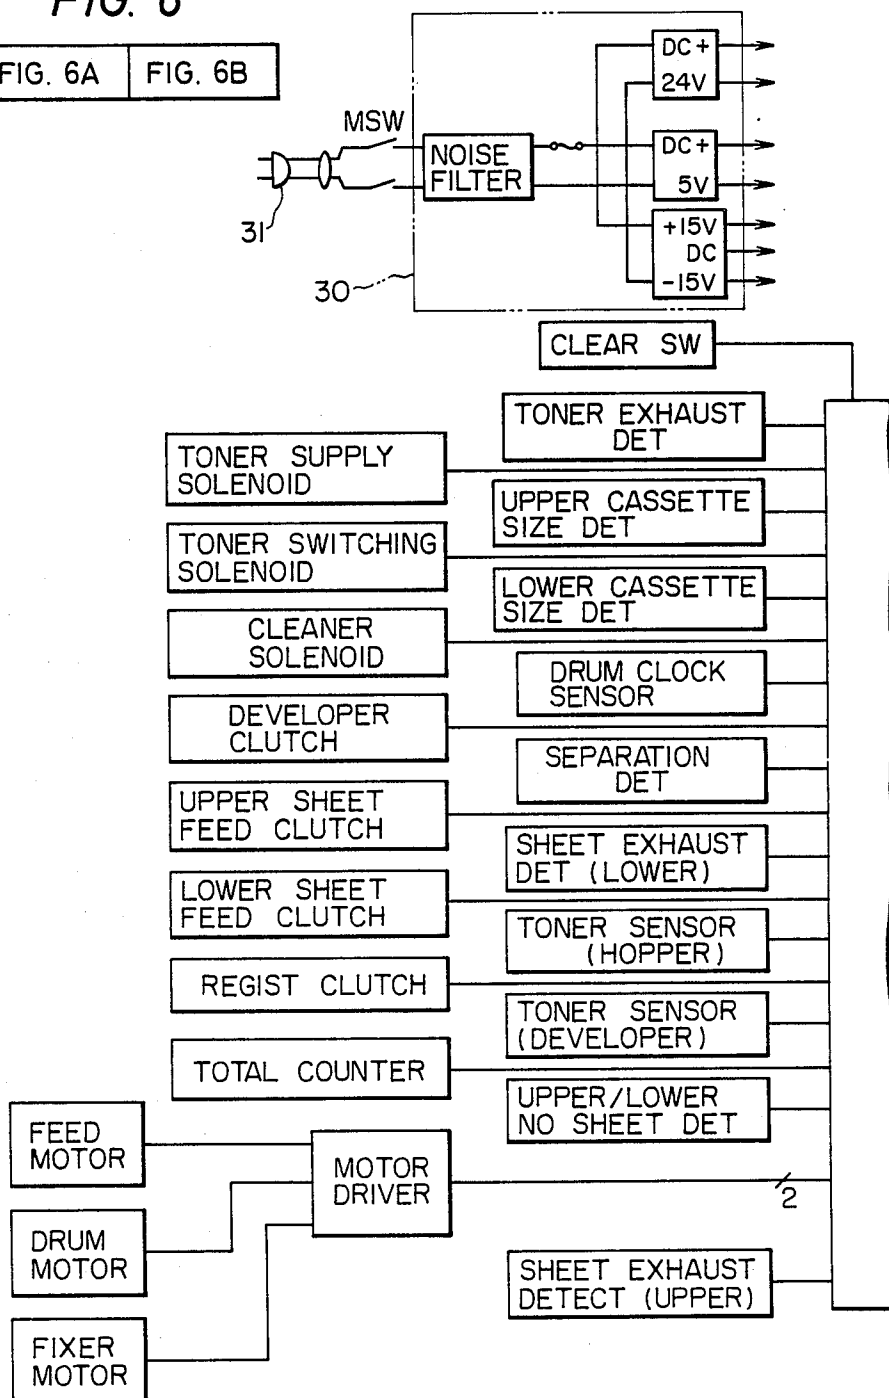 FIG. 6
FIG. 6A
FIG. 6B
MSW
NOISE
FILTER
DC+
24V
DC+
5V
+15V
DC
-15V
31
30
CLEAR SW
TONER EXHAUST
DET
TONER SUPPLY
SOLENOID
UPPER CASSETTE
SIZE DET
TONER SWITCHING
SOLENOID
LOWER CASSETTE
SIZE DET
CLEANER
SOLENOID
DRUM CLOCK
SENSOR
DEVELOPER
CLUTCH
SEPARATION
DET
UPPER SHEET
FEED CLUTCH
SHEET EXHAUST
DET (LOWER)
LOWER SHEET
FEED CLUTCH
TONER SENSOR
(HOPPER)
REGIST CLUTCH
TONER SENSOR
(DEVELOPER)
TOTAL COUNTER
UPPER/LOWER
NO SHEET DET
FEED
MOTOR
MOTOR
DRIVER
2
DRUM
MOTOR
SHEET EXHAUST
DETECT (UPPER)
FIXER
MOTOR